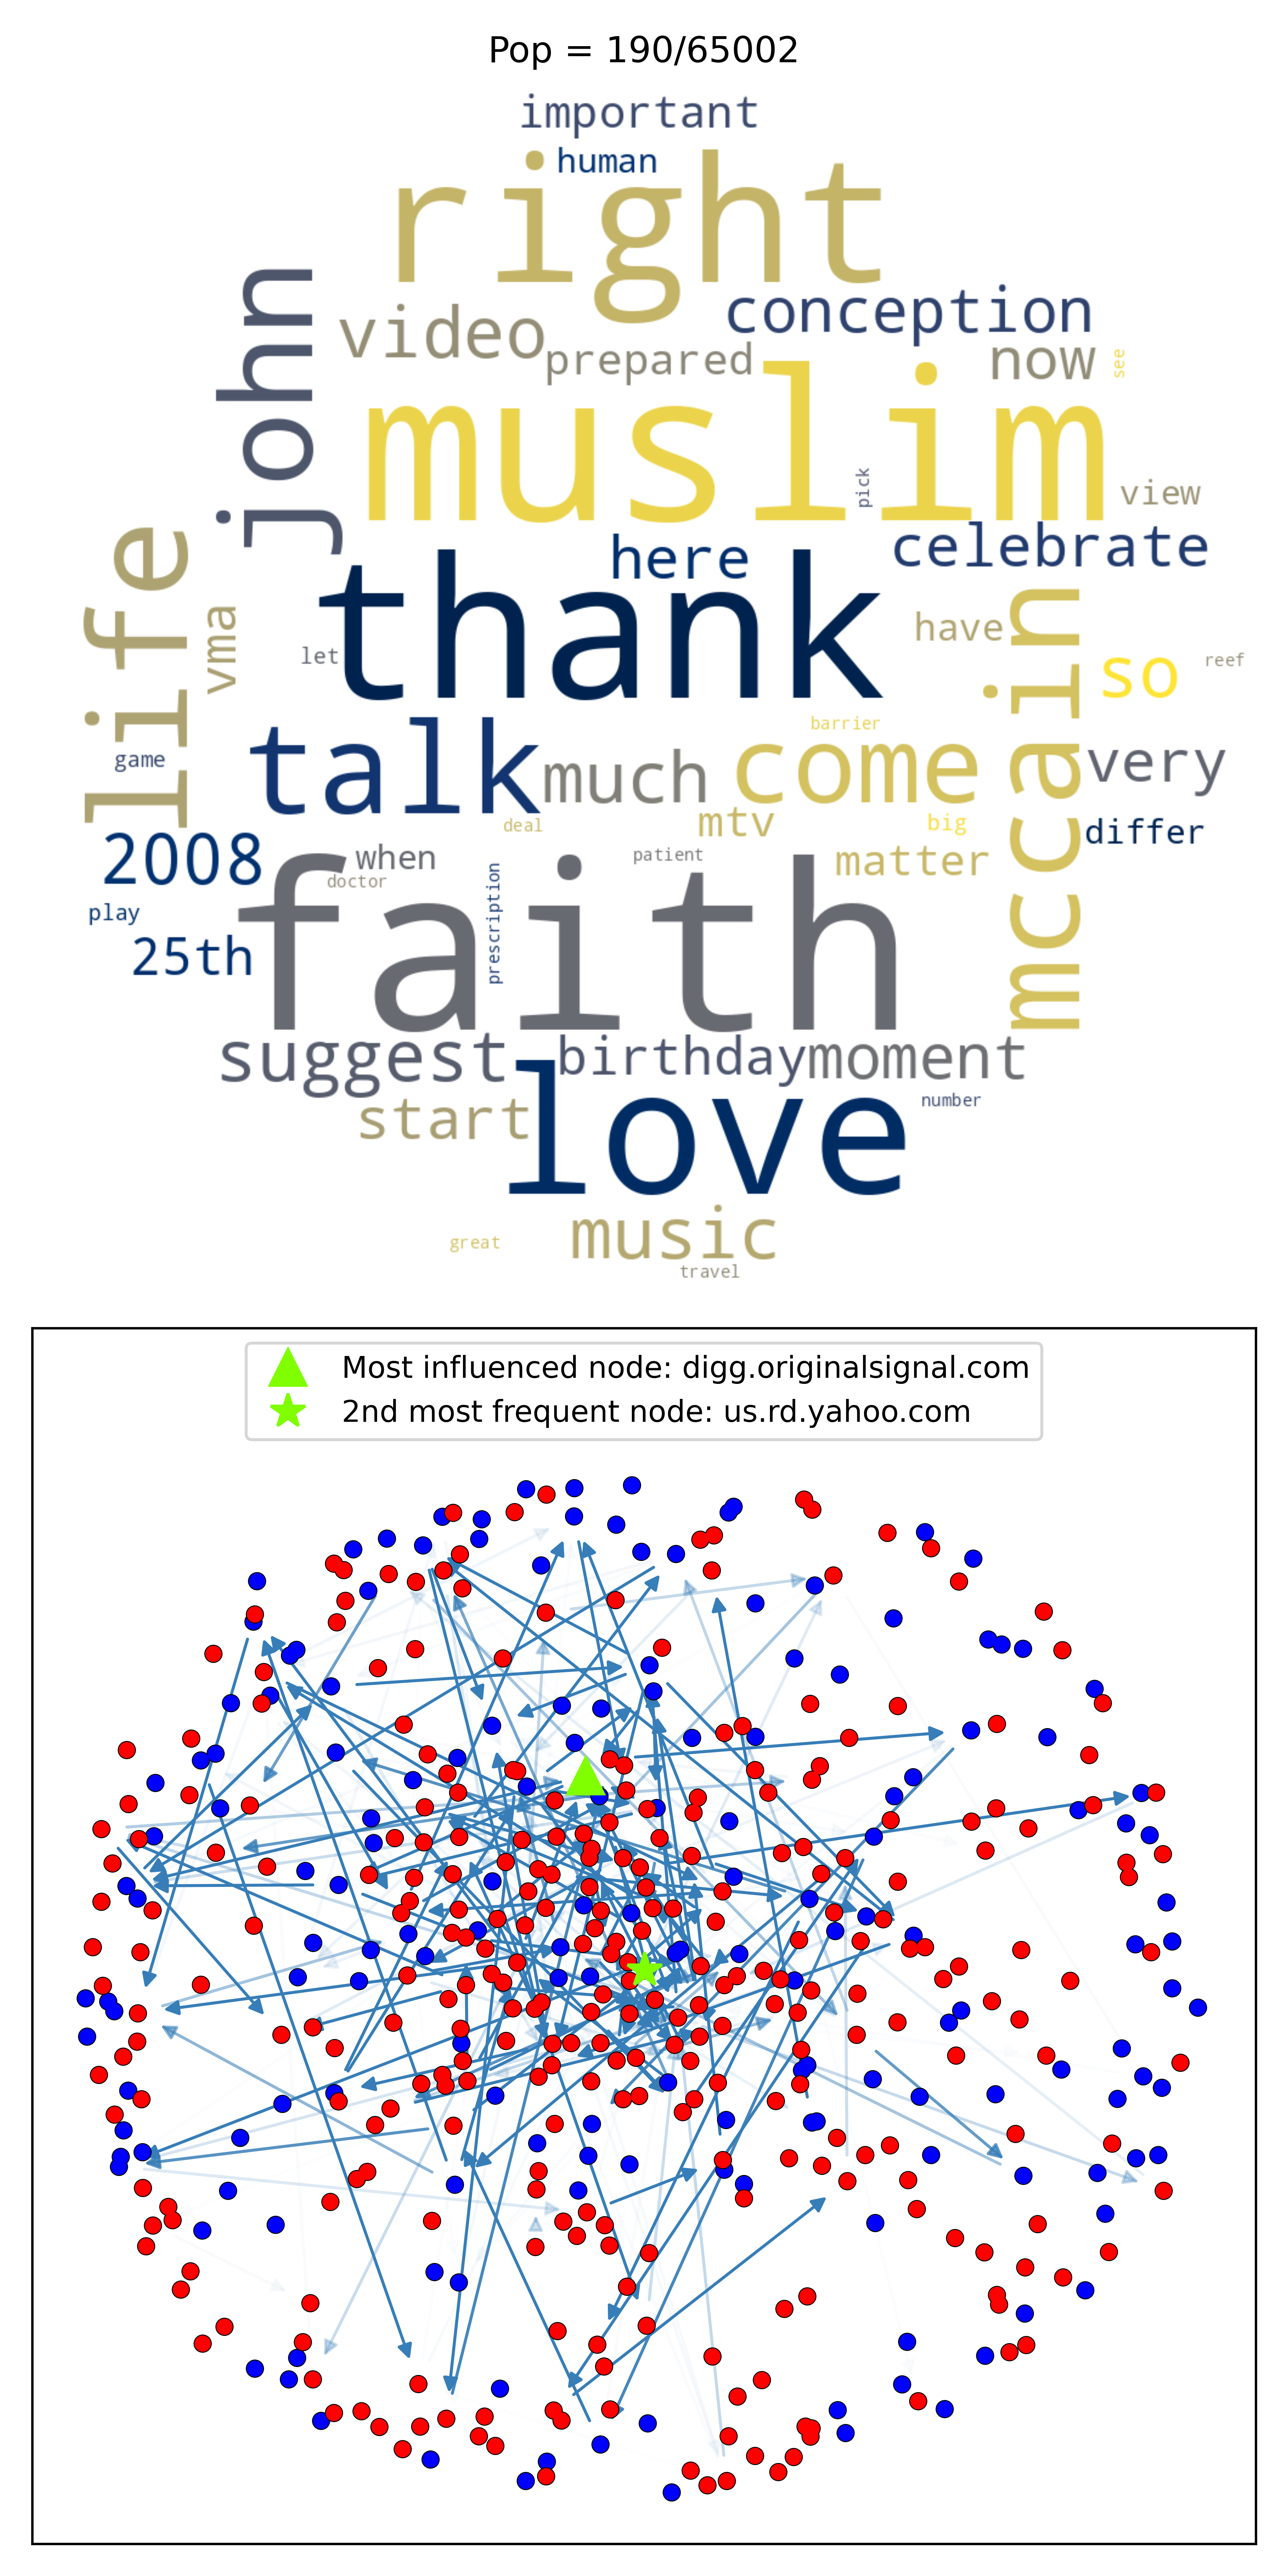 Pop = 190/65002
important
human
right
john
video
conception
prepared
now
see
muslim
pick
view
life
here
celebrate
thank
vma
let
have
mccain
so
reef
game
talk
much
barrier
come
very
2008
deal
mtv
big
differ
when
patient
matter
doctor
play
prescription
25th
faith
suggest
birthday
moment
start
love
number
music
great
travel
Most influenced node: digg.originalsignal.com
2nd most frequent node: us.rd.yahoo.com